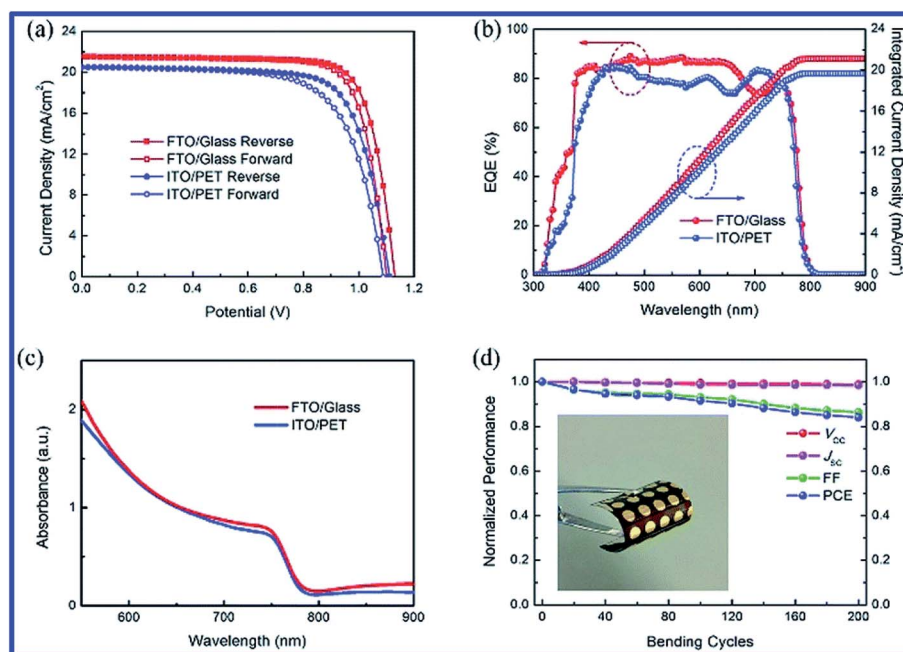 (a)
24
20
16
12
8
4
0
Current Density (mA/cm²)
FTO/Glass Reverse
FTO/Glass Forward
ITO/PET Reverse
ITO/PET Forward
0.0 0.2 0.4 0.6 0.8 1.0 1.2
Potential (V)
(b)
100
80
60
40
20
0
EQE (%)
FTO/Glass
ITO/PET
24
20
16
12
8
4
0
Integrated Current Density (mA/cm²)
300 400 500 600 700 800 900
Wavelength (nm)
(c)
2
1
0
Absorbance (a.u.)
FTO/Glass
ITO/PET
600 700 800 900
Wavelength (nm)
(d)
1.0
0.8
0.6
0.4
0.2
0.0
Normalized Performance
V_OC
J_SC
FF
PCE
1.0
0.8
0.6
0.4
0.2
0.0
0 40 80 120 160 200
Bending Cycles